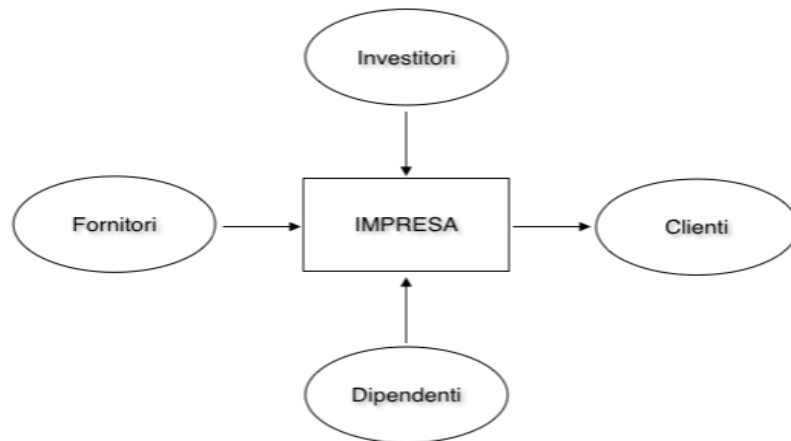 Investitori
Fornitori
IMPRESA
Clienti
Dipendenti